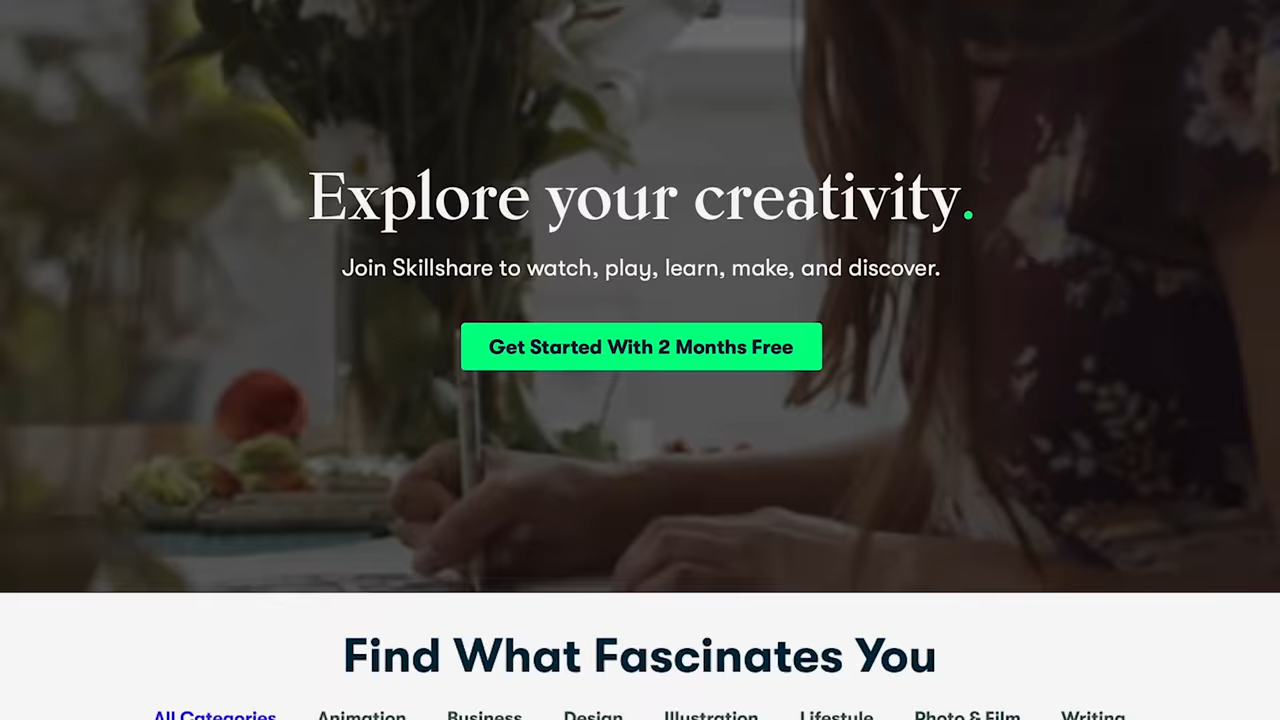 Explore your creativity.
Join Skillshare to watch, play, learn, make, and discover.
Get Started With 2 Months Free
Find What Fascinates You
All Categories Animation Business Design Illustration Lifestyle Photo & Film Writing